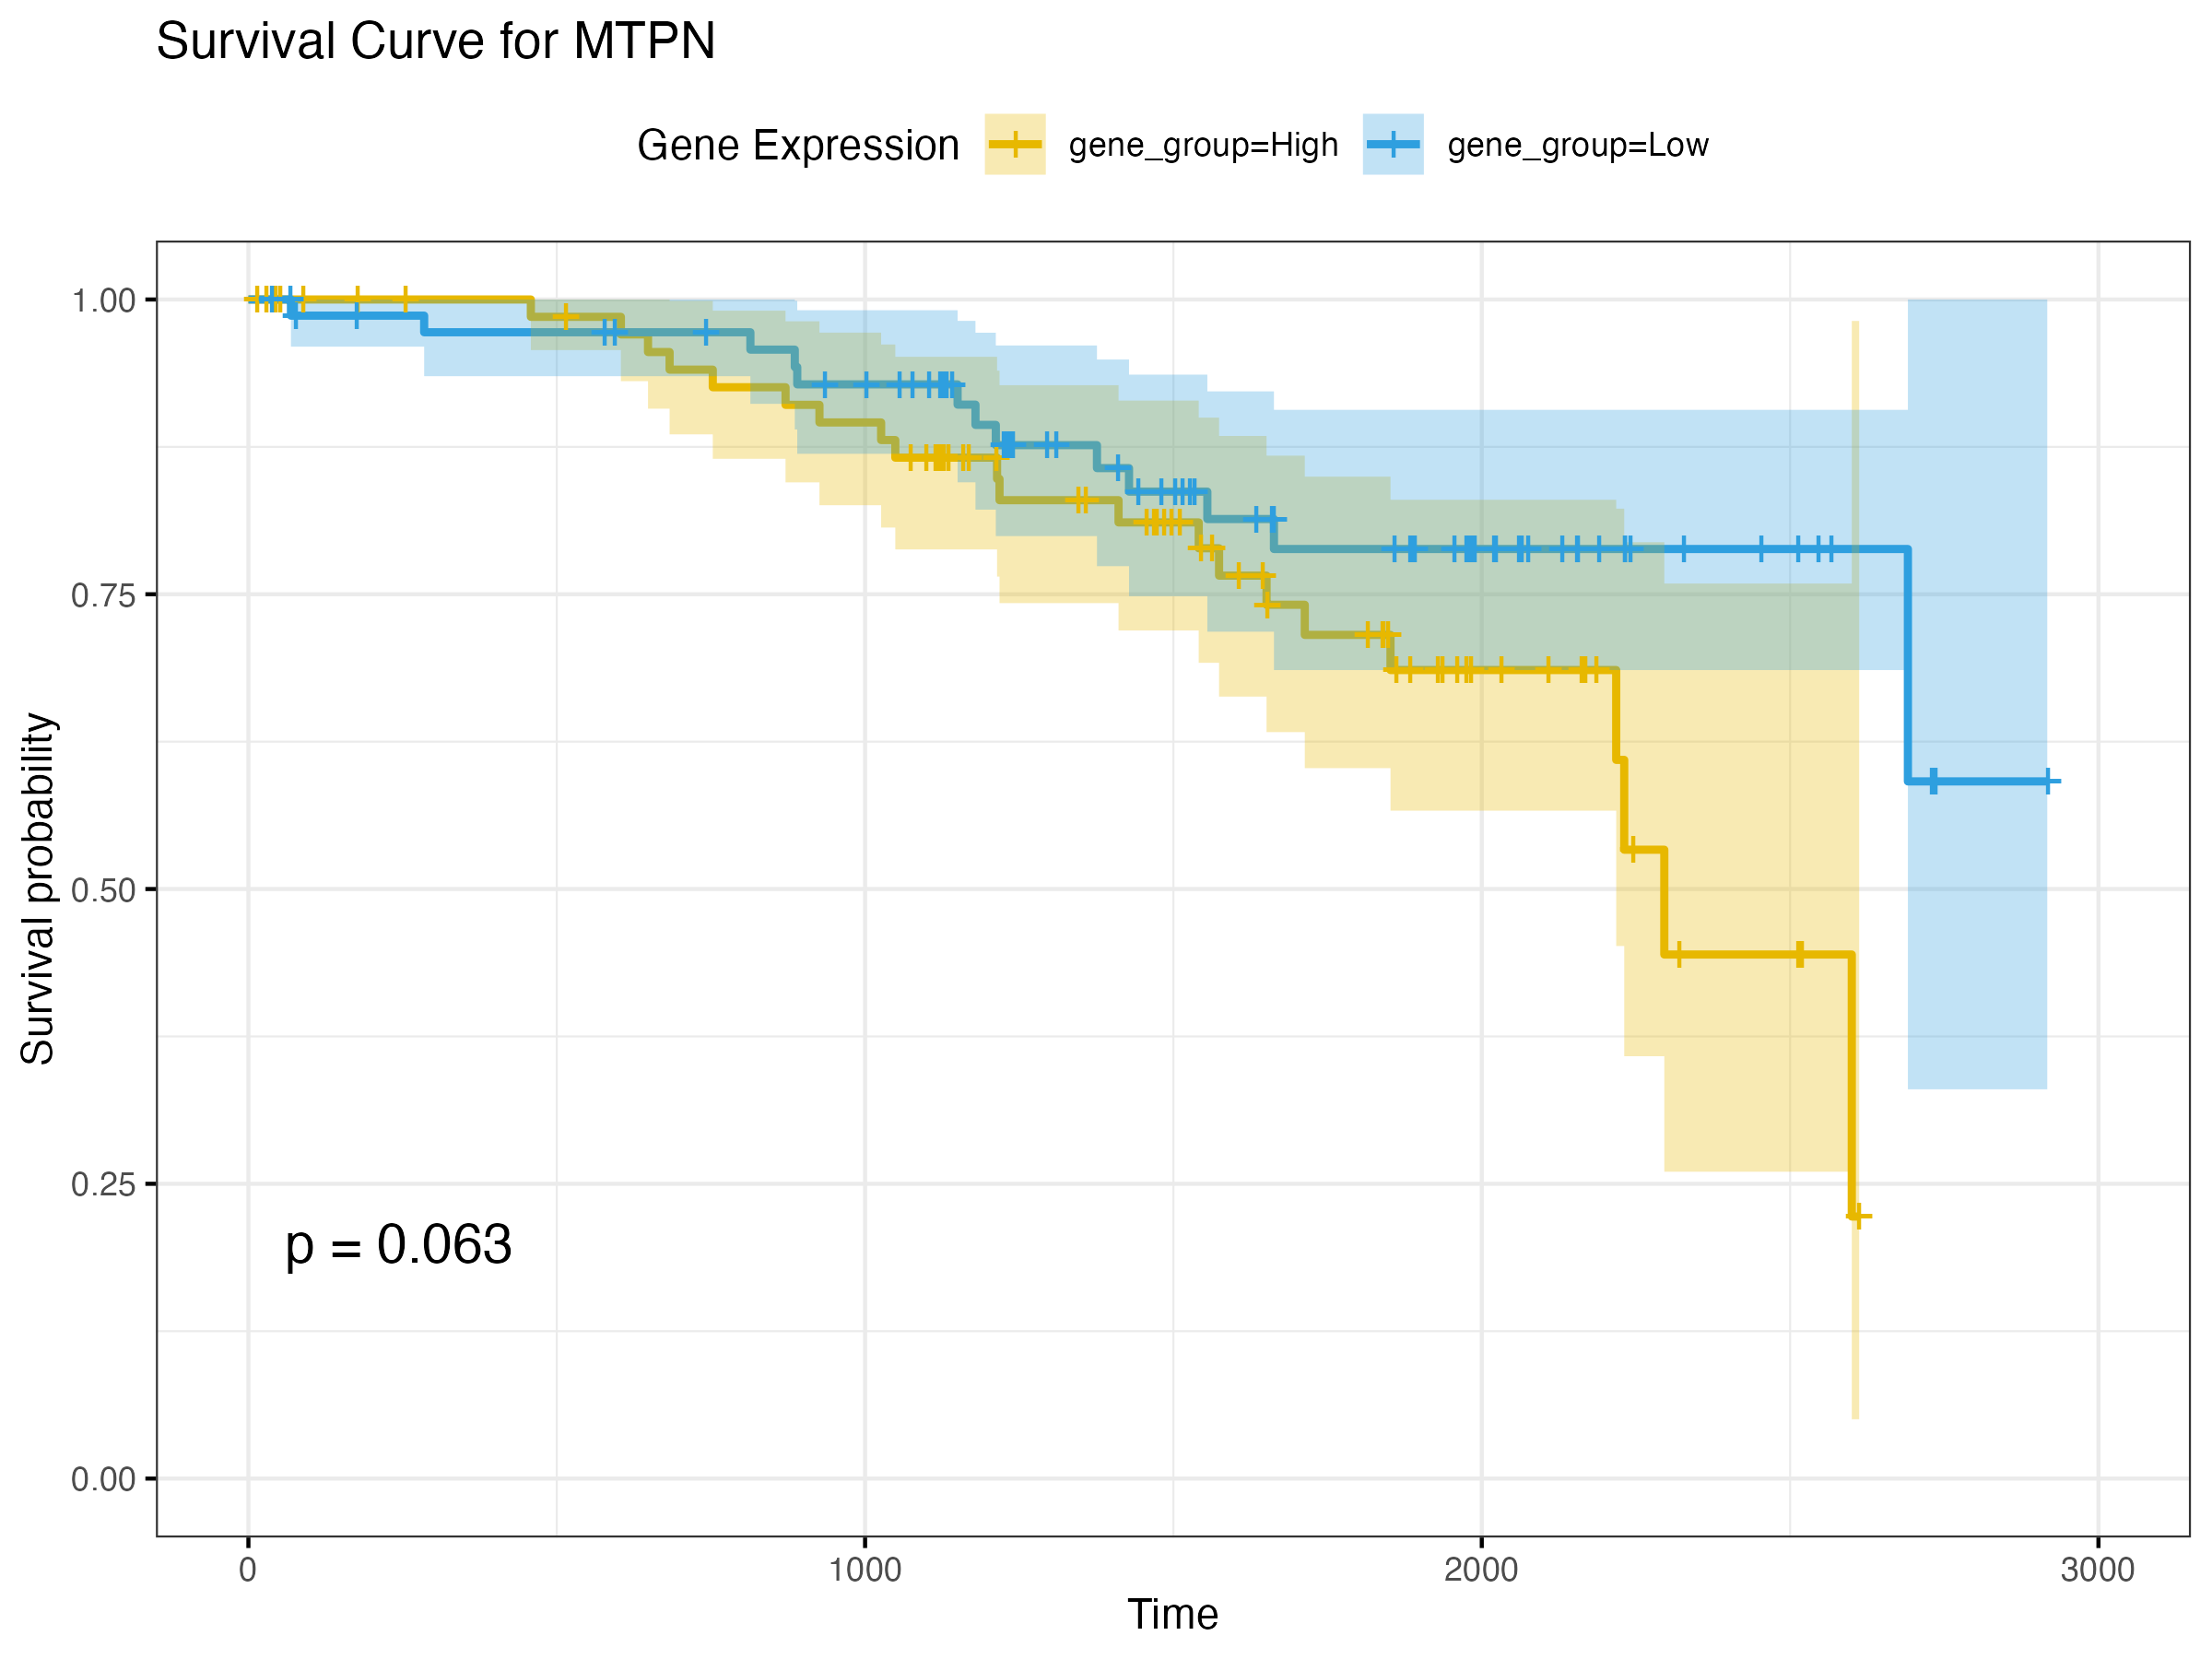 Survival Curve for MTPN
Gene Expression gene_group=High gene_group=Low
Survival probability
1.00
0.75
0.50
0.25
0.00
p = 0.063
0 1000 2000 3000
Time